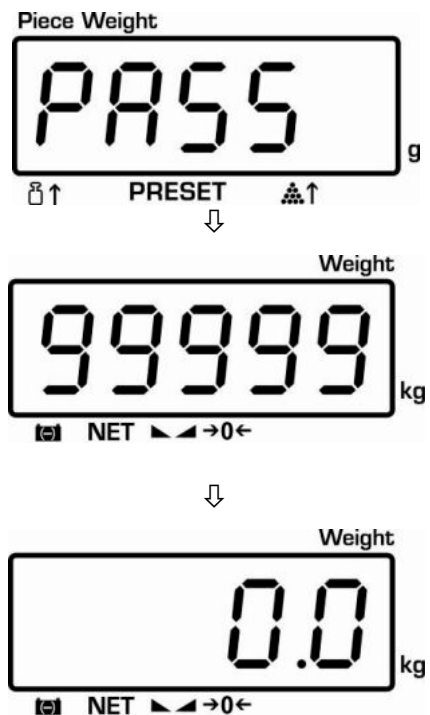 Piece Weight
PASS
g
PRESET
Weight
99999
kg
NET →0←
Weight
0.0
kg
NET →0←